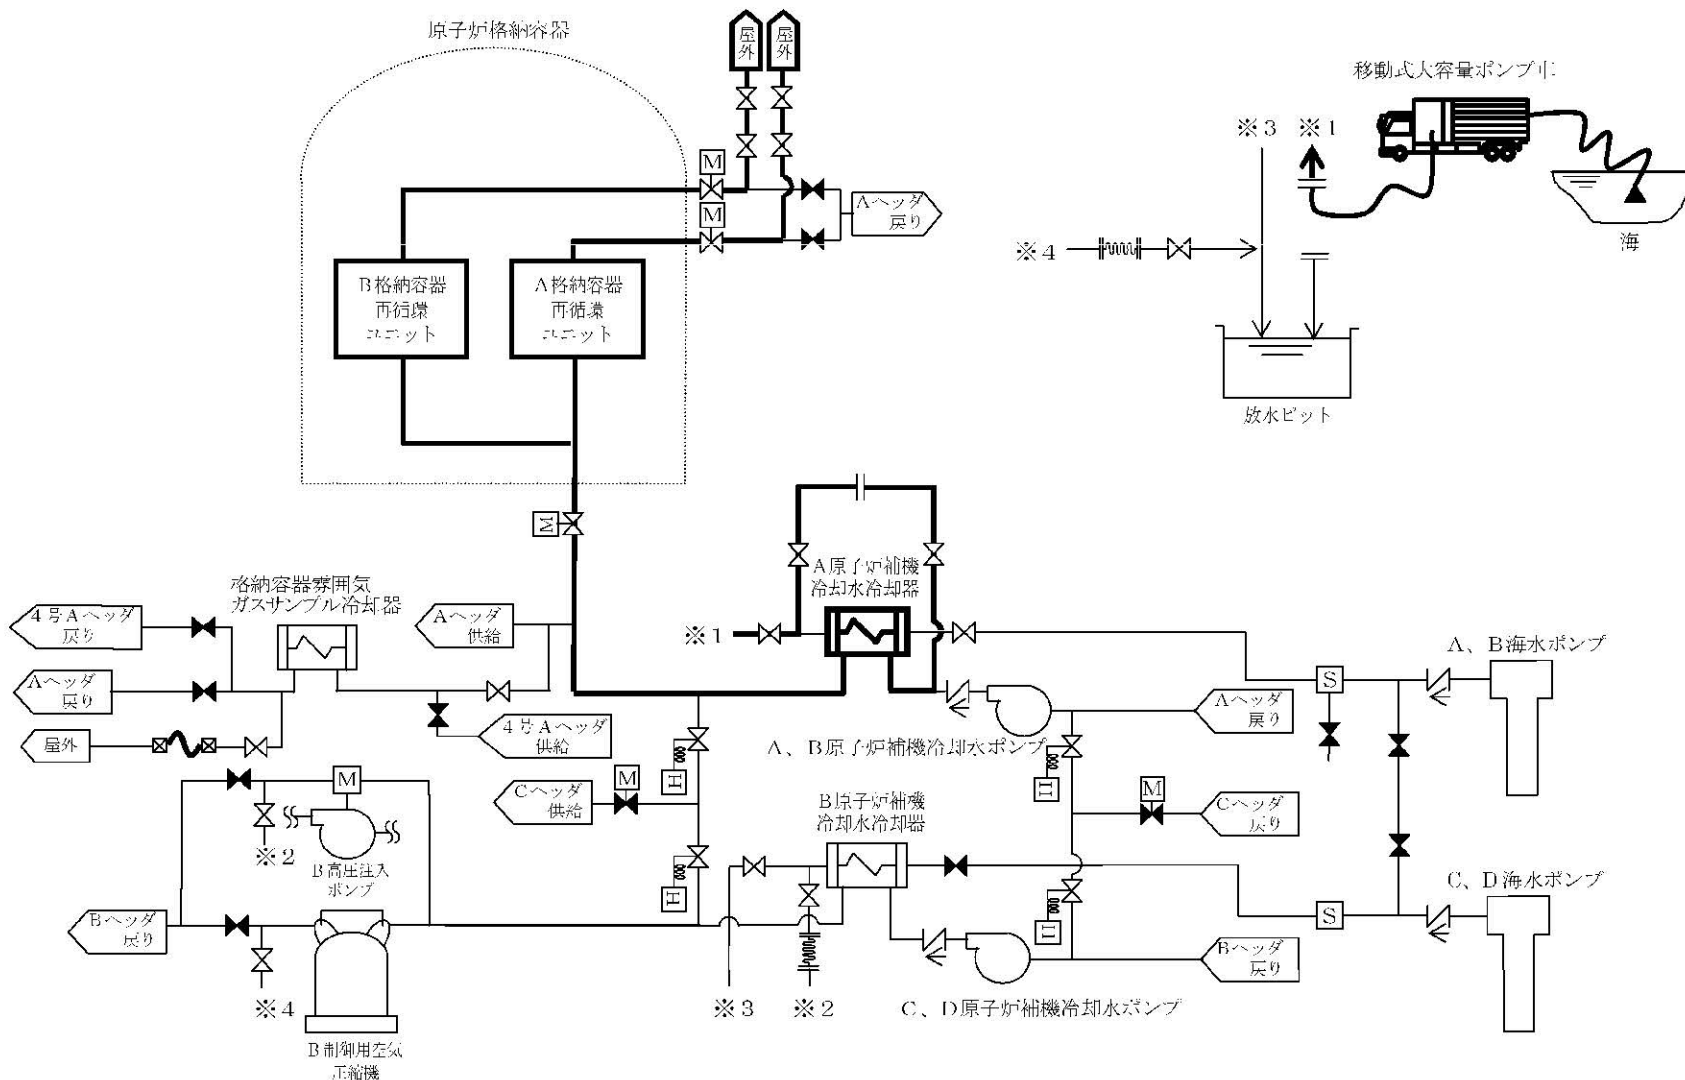 原子炉格納容器
屋外
屋外
移動式大容量ポンプ車
※3
※1
M
M
Aヘッダ
戻り
※4
海
B格納容器
再循環
ユニット
A格納容器
再循環
ユニット
放水ピット
M
A原子炉補機
冷却水冷却器
格納容器雰囲気
ガスサンプル冷却器
4号Aヘッダ
戻り
Aヘッダ
供給
※1
A、B海水ポンプ
Aヘッダ
戻り
S
Aヘッダ
戻り
4号Aヘッダ
供給
屋外
A、B原子炉補機冷却水ポンプ
M
H
H
M
M
Cヘッダ
供給
B原子炉補機
冷却水冷却器
Cヘッダ
戻り
※2
B高圧注入
ポンプ
H
H
C、D海水ポンプ
Bヘッダ
戻り
S
Bヘッダ
戻り
※4
※3
※2
C、D原子炉補機冷却水ポンプ
B制御用空気
圧縮機